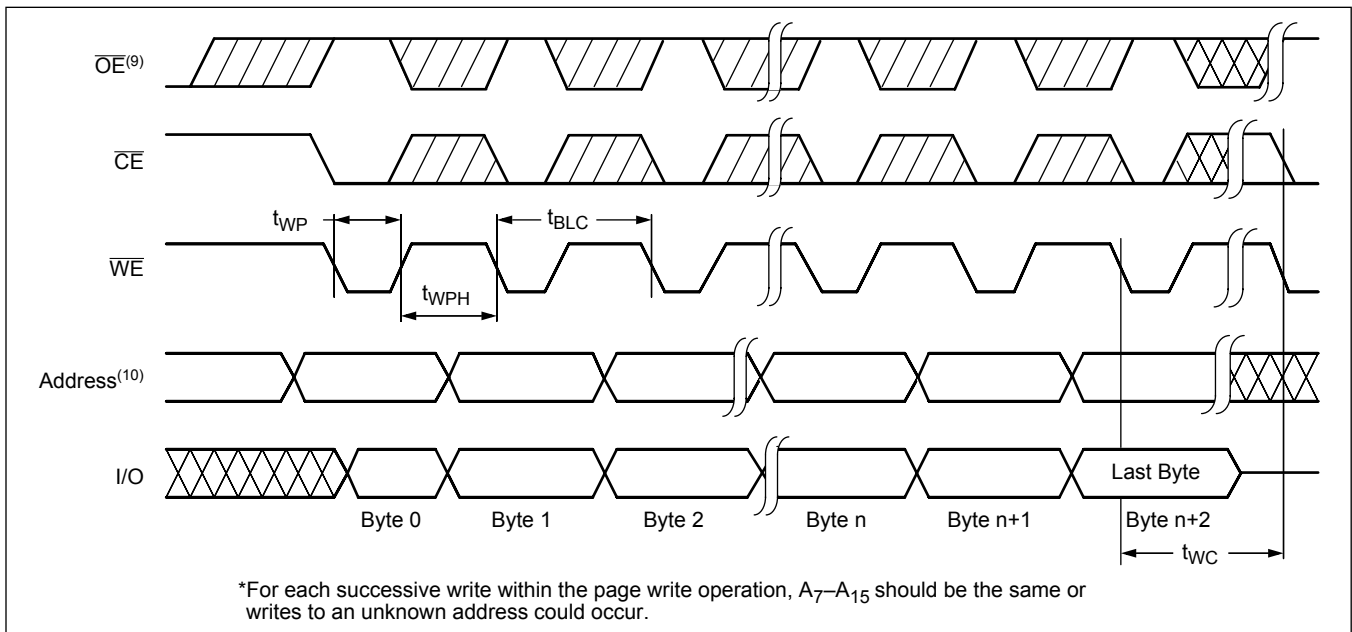 OE(9)
CE
tWP
tBLC
WE
tWPH
Address(10)
I/O
Last Byte
Byte 0 Byte 1 Byte 2 Byte n Byte n+1 Byte n+2
tWC
*For each successive write within the page write operation, A7–A15 should be the same or
writes to an unknown address could occur.